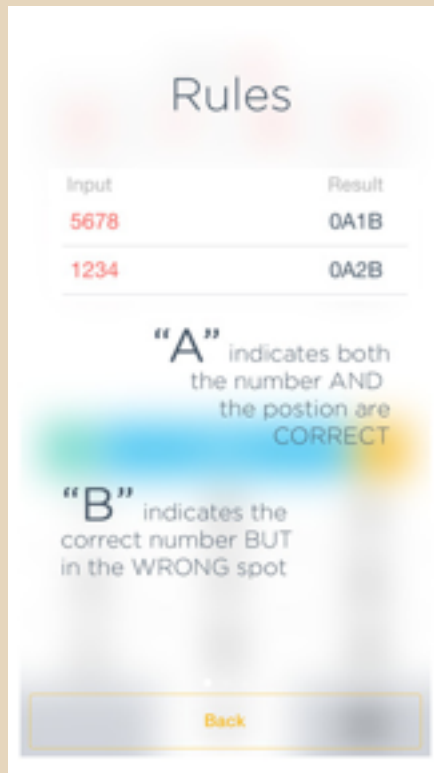 Rules
Input Result
5678 0A1B
1234 0A2B
“A” indicates both
the number AND
the postion are
CORRECT
“B” indicates the
correct number BUT
in the WRONG spot
Back